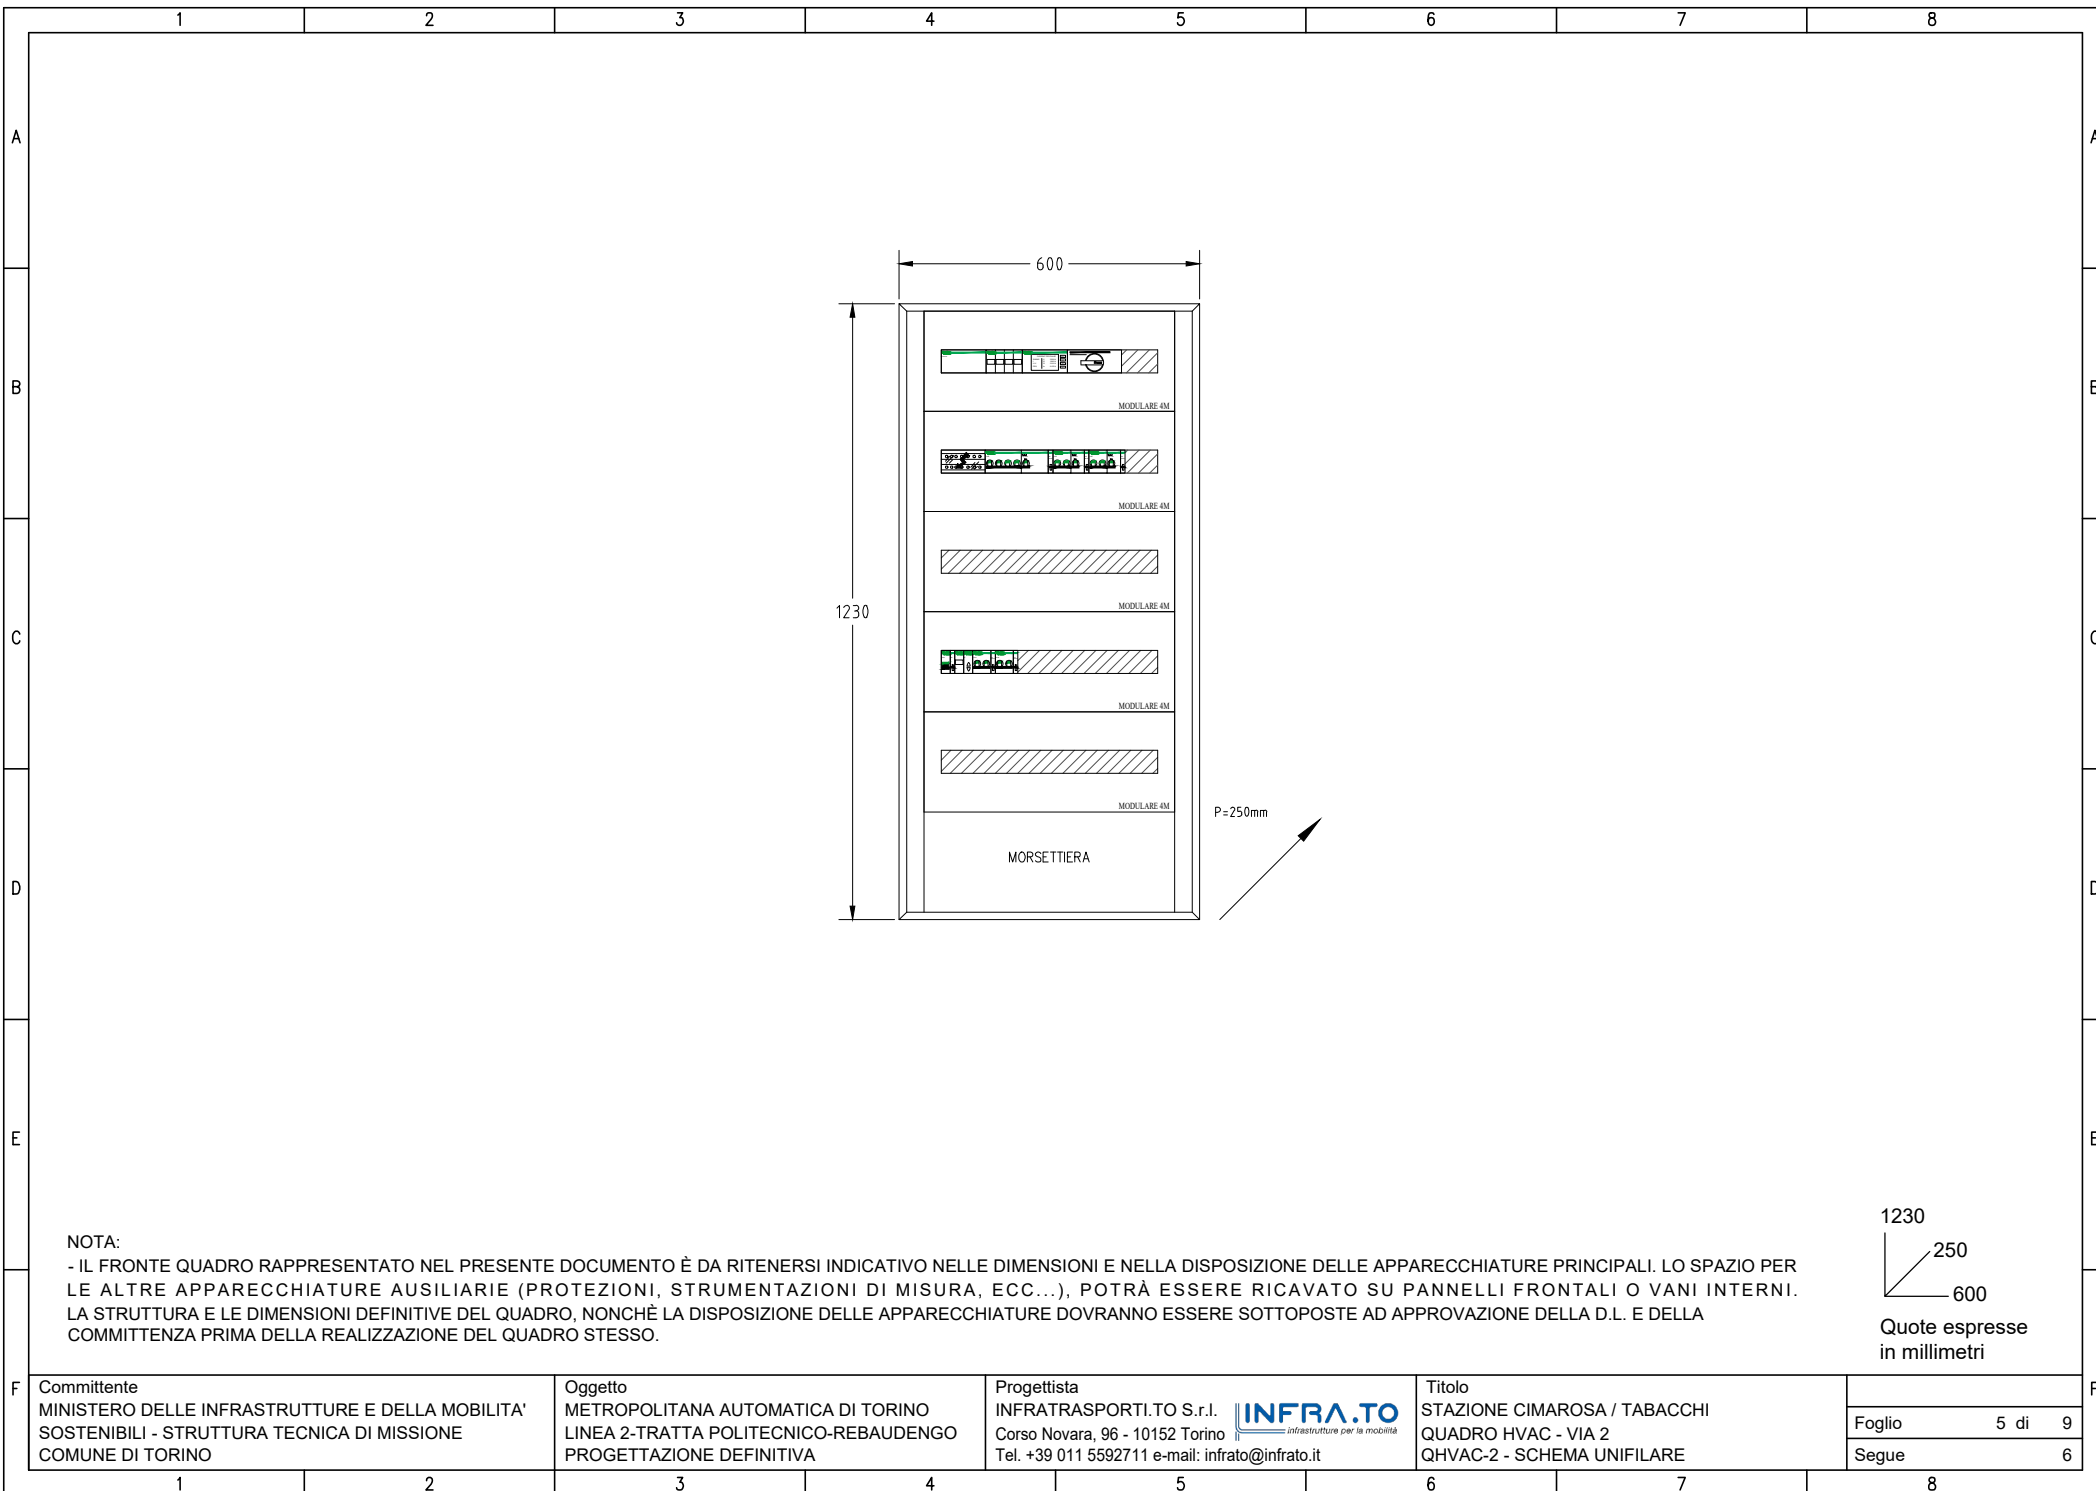 1 2 3 4 5 6 7 8
A A
B B
C C
D D
E E
F F
600
1230
MODULARE 4M
MODULARE 4M
MODULARE 4M
MODULARE 4M
MODULARE 4M
P=250mm
MORSETTIERA
NOTA:
- IL FRONTE QUADRO RAPPRESENTATO NEL PRESENTE DOCUMENTO È DA RITENERSI INDICATIVO NELLE DIMENSIONI E NELLA DISPOSIZIONE DELLE APPARECCHIATURE PRINCIPALI. LO SPAZIO PER
LE ALTRE APPARECCHIATURE AUSILIARIE (PROTEZIONI, STRUMENTAZIONI DI MISURA, ECC...), POTRÀ ESSERE RICAVATO SU PANNELLI FRONTALI O VANI INTERNI.
LA STRUTTURA E LE DIMENSIONI DEFINITIVE DEL QUADRO, NONCHÈ LA DISPOSIZIONE DELLE APPARECCHIATURE DOVRANNO ESSERE SOTTOPOSTE AD APPROVAZIONE DELLA D.L. E DELLA
COMMITTENZA PRIMA DELLA REALIZZAZIONE DEL QUADRO STESSO.
1230
250
600
Quote espresse
in millimetri
Committente
MINISTERO DELLE INFRASTRUTTURE E DELLA MOBILITA'
SOSTENIBILI - STRUTTURA TECNICA DI MISSIONE
COMUNE DI TORINO
Oggetto
METROPOLITANA AUTOMATICA DI TORINO
LINEA 2-TRATTA POLITECNICO-REBAUDENGO
PROGETTAZIONE DEFINITIVA
Progettista
INFRATRASPORTI.TO S.r.l.
Corso Novara, 96 - 10152 Torino
Tel. +39 011 5592711 e-mail: infrato@infrato.it
INFRA.TO
infrastrutture per la mobilità
Titolo
STAZIONE CIMAROSA / TABACCHI
QUADRO HVAC - VIA 2
QHVAC-2 - SCHEMA UNIFILARE
Foglio 5 di 9
Segue 6
1 2 3 4 5 6 7 8